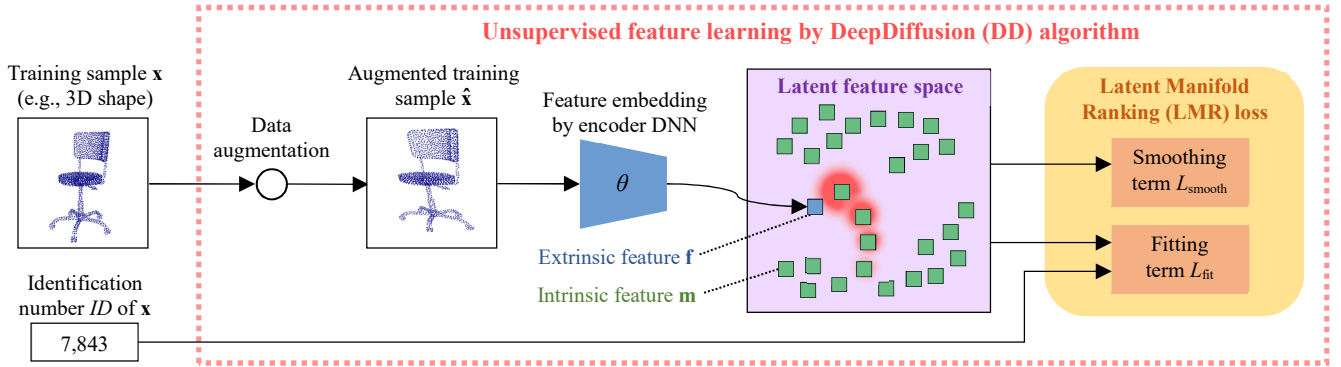 Unsupervised feature learning by DeepDiffusion (DD) algorithm
Training sample x
(e.g., 3D shape)
Data
augmentation
Augmented training
sample x̂
Feature embedding
by encoder DNN
θ
Latent feature space
Extrinsic feature f
Intrinsic feature m
Latent Manifold
Ranking (LMR) loss
Smoothing
term Lsmooth
Fitting
term Lfit
Identification
number ID of x
7,843